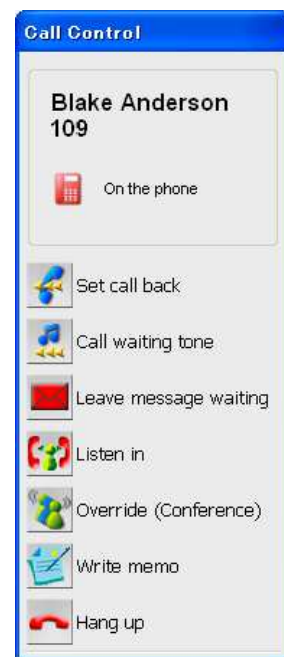 Call Control
Blake Anderson
109
On the phone
Set call back
Call waiting tone
Leave message waiting
Listen in
Override (Conference)
Write memo
Hang up